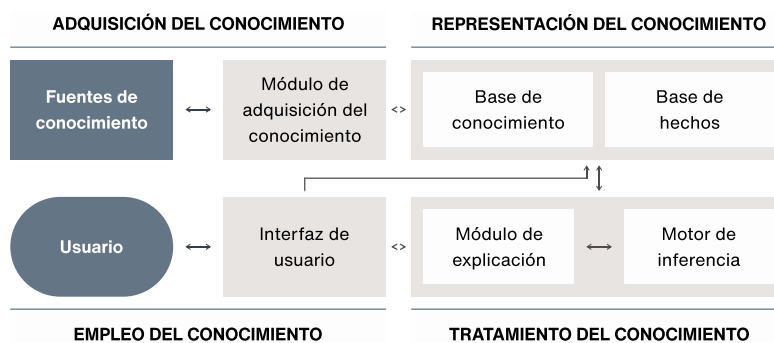 ADQUISICIÓN DEL CONOCIMIENTO
REPRESENTACIÓN DEL CONOCIMIENTO
Fuentes de
conocimiento
Módulo de
adquisición del
conocimiento
Base de
conocimiento
Base de
hechos
Usuario
Interfaz de
usuario
Módulo de
explicación
Motor de
inferencia
EMPLEO DEL CONOCIMIENTO
TRATAMIENTO DEL CONOCIMIENTO